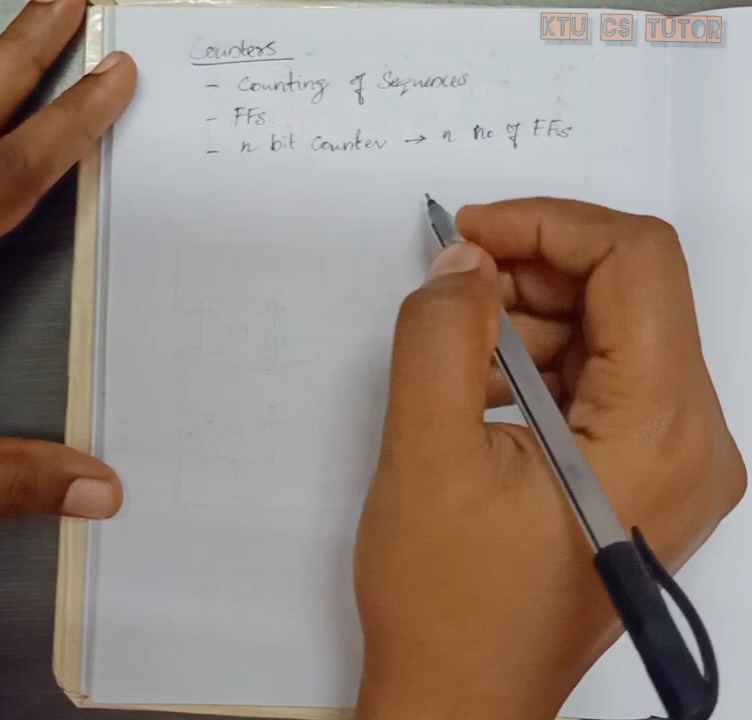 KTU CS TUTOR
Counters
- Counting of Sequences
- FFs
- n bit Counter → n no of FFs